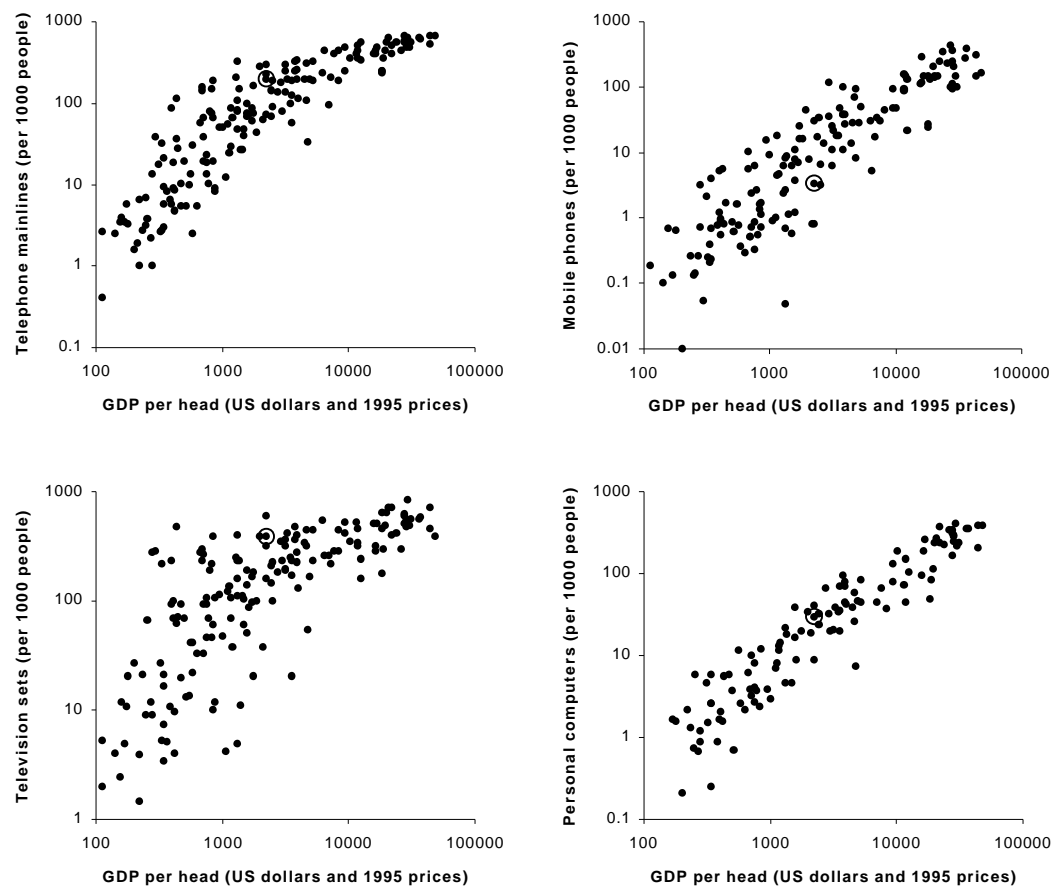 Telephone mainlines (per 1000 people)
1000
100
10
1
0.1
100 1000 10000 100000
GDP per head (US dollars and 1995 prices)
Mobile phones (per 1000 people)
1000
100
10
1
0.1
0.01
100 1000 10000 100000
GDP per head (US dollars and 1995 prices)
Television sets (per 1000 people)
1000
100
10
1
100 1000 10000 100000
GDP per head (US dollars and 1995 prices)
Personal computers (per 1000 people)
1000
100
10
1
0.1
100 1000 10000 100000
GDP per head (US dollars and 1995 prices)